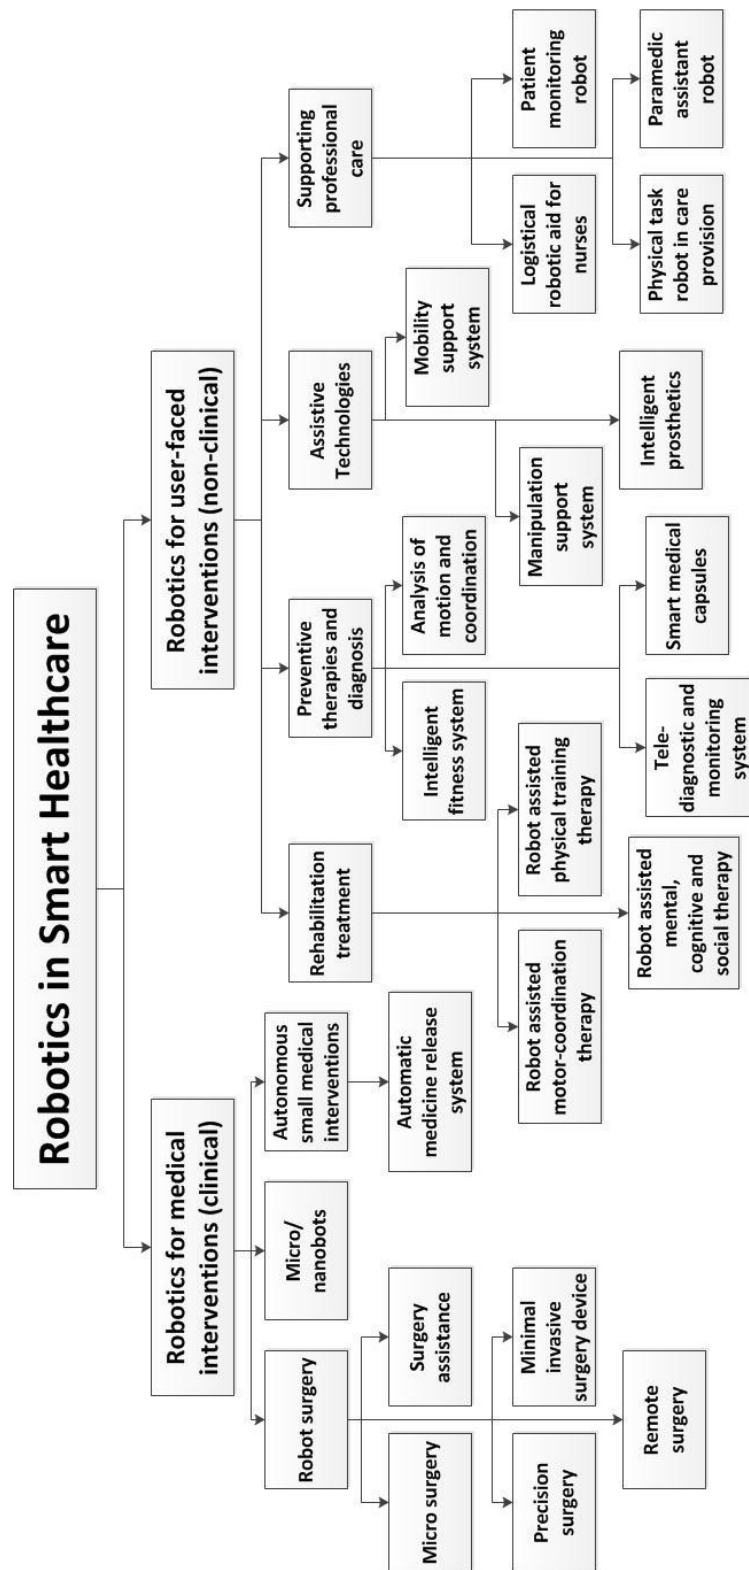 Robotics in Smart Healthcare
Robotics for medical
interventions (clinical)
Robotics for user-faced
interventions (non-clinical)
Robot surgery
Micro/
nanobots
Autonomous
small medical
interventions
Rehabilitation
treatment
Preventive
therapies and
diagnosis
Assistive
Technologies
Supporting
professional
care
Micro surgery
Surgery
assistance
Automatic
medicine release
system
Intelligent
fitness system
Analysis of
motion and
coordination
Mobility
support
system
Precision
surgery
Minimal
invasive
surgery device
Robot assisted
motor-coordination
therapy
Robot assisted
physical training
therapy
Manipulation
support
system
Logistical
robotic aid for
nurses
Patient
monitoring
robot
Remote
surgery
Robot assisted
mental,
cognitive and
social therapy
Tele-
diagnostic and
monitoring
system
Smart medical
capsules
Intelligent
prosthetics
Physical task
robot in care
provision
Paramedic
assistant
robot